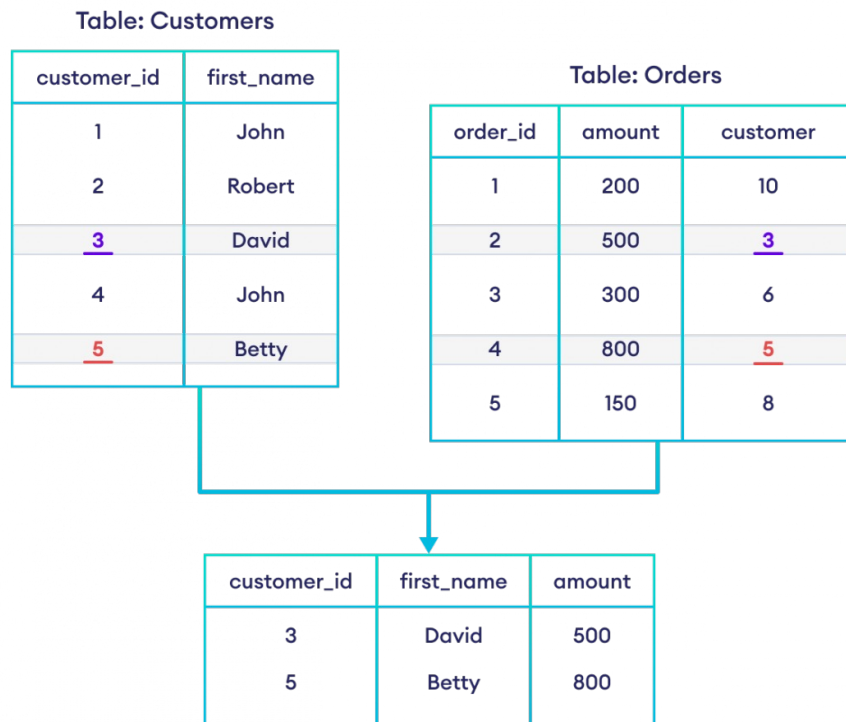 Table: Customers
customer_id first_name
1 John
2 Robert
3 David
4 John
5 Betty
Table: Orders
order_id amount customer
1 200 10
2 500 3
3 300 6
4 800 5
5 150 8
customer_id first_name amount
3 David 500
5 Betty 800